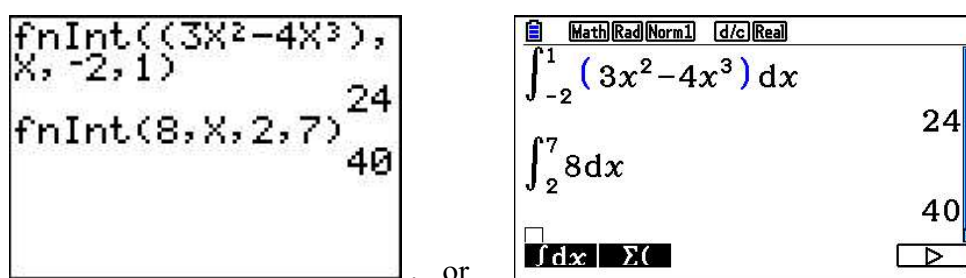 fnInt((3X²-4X³),
X,⁻2,1)
24
fnInt(8,X,2,7)
40
, or
Math Rad Norm1 d/c Real
∫₋₂¹(3x²-4x³)dx
24
∫₂⁷8dx
40
∫dx Σ( ▷